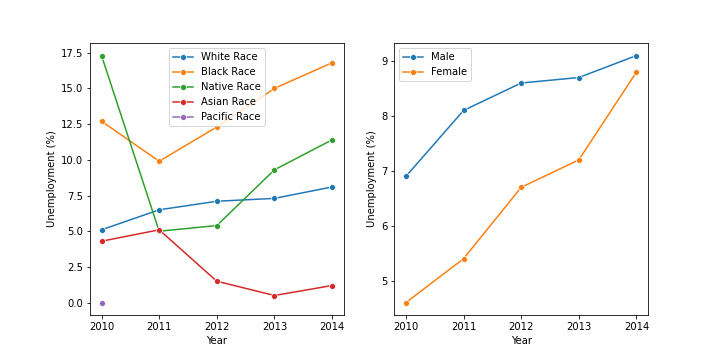 White Race
Black Race
Native Race
Asian Race
Pacific Race
17.5
15.0
12.5
10.0
7.5
5.0
2.5
0.0
Unemployment (%)
2010 2011 2012 2013 2014
Year
Male
Female
9
8
7
6
5
Unemployment (%)
2010 2011 2012 2013 2014
Year